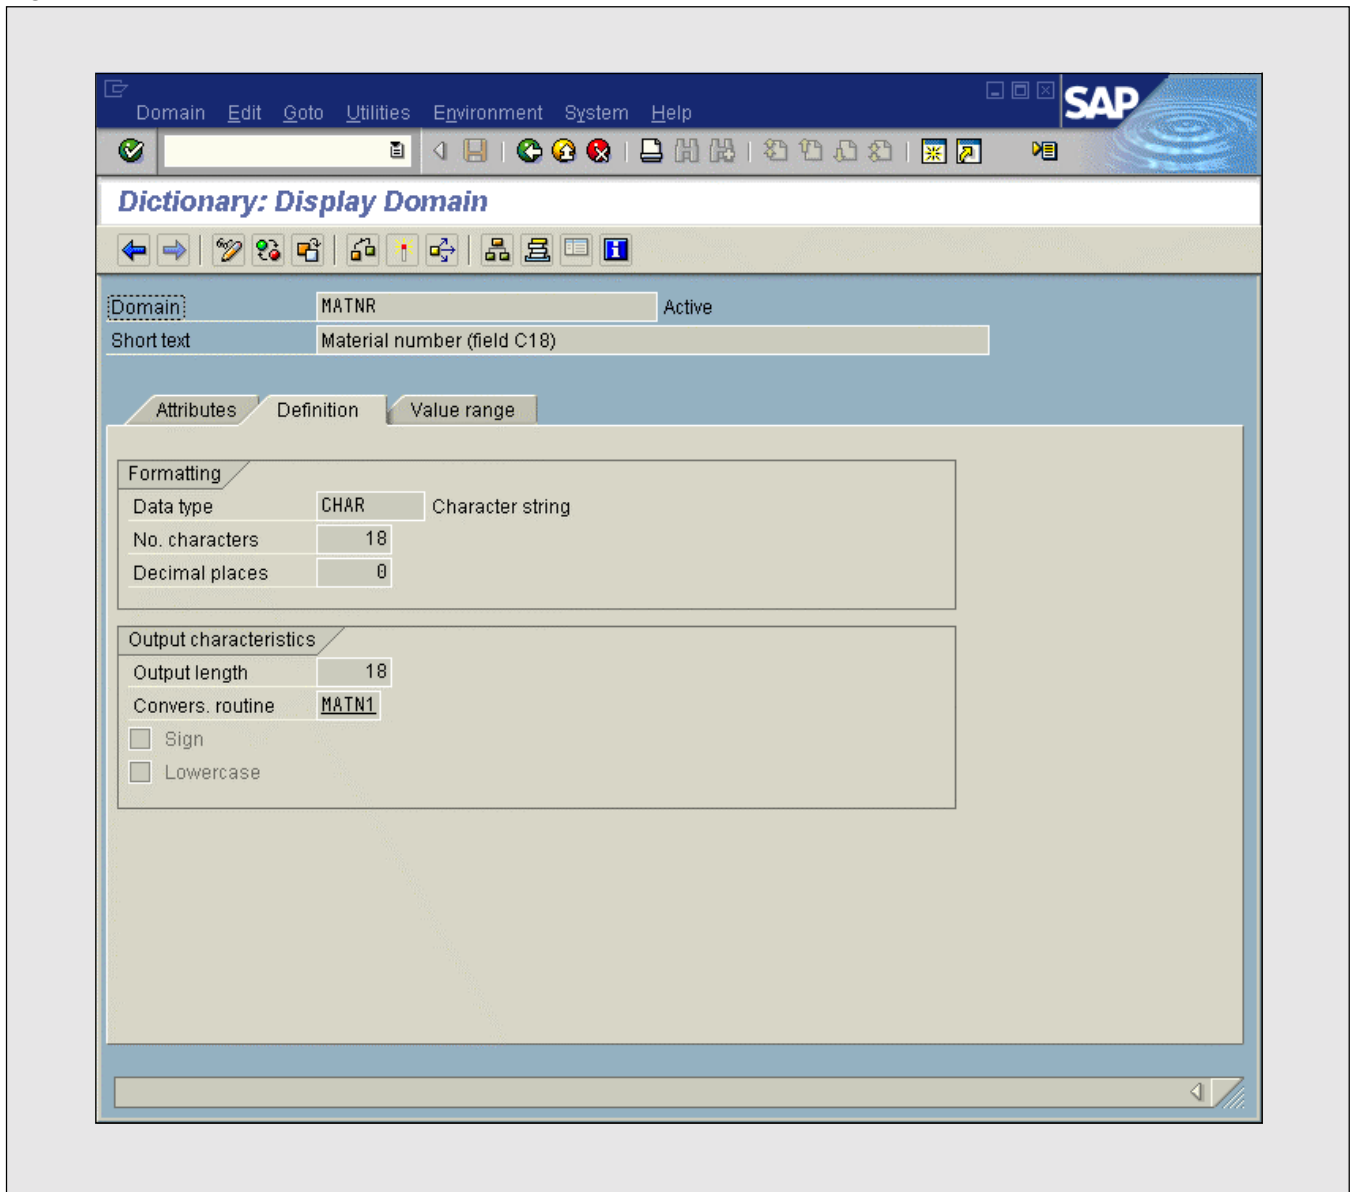 SAP
Domain Edit Goto Utilities Environment System Help
Dictionary: Display Domain
Domain MATNR Active
Short text Material number (field C18)
Attributes Definition Value range
Formatting
Data type CHAR Character string
No. characters 18
Decimal places 0
Output characteristics
Output length 18
Convers. routine MATN1
Sign
Lowercase